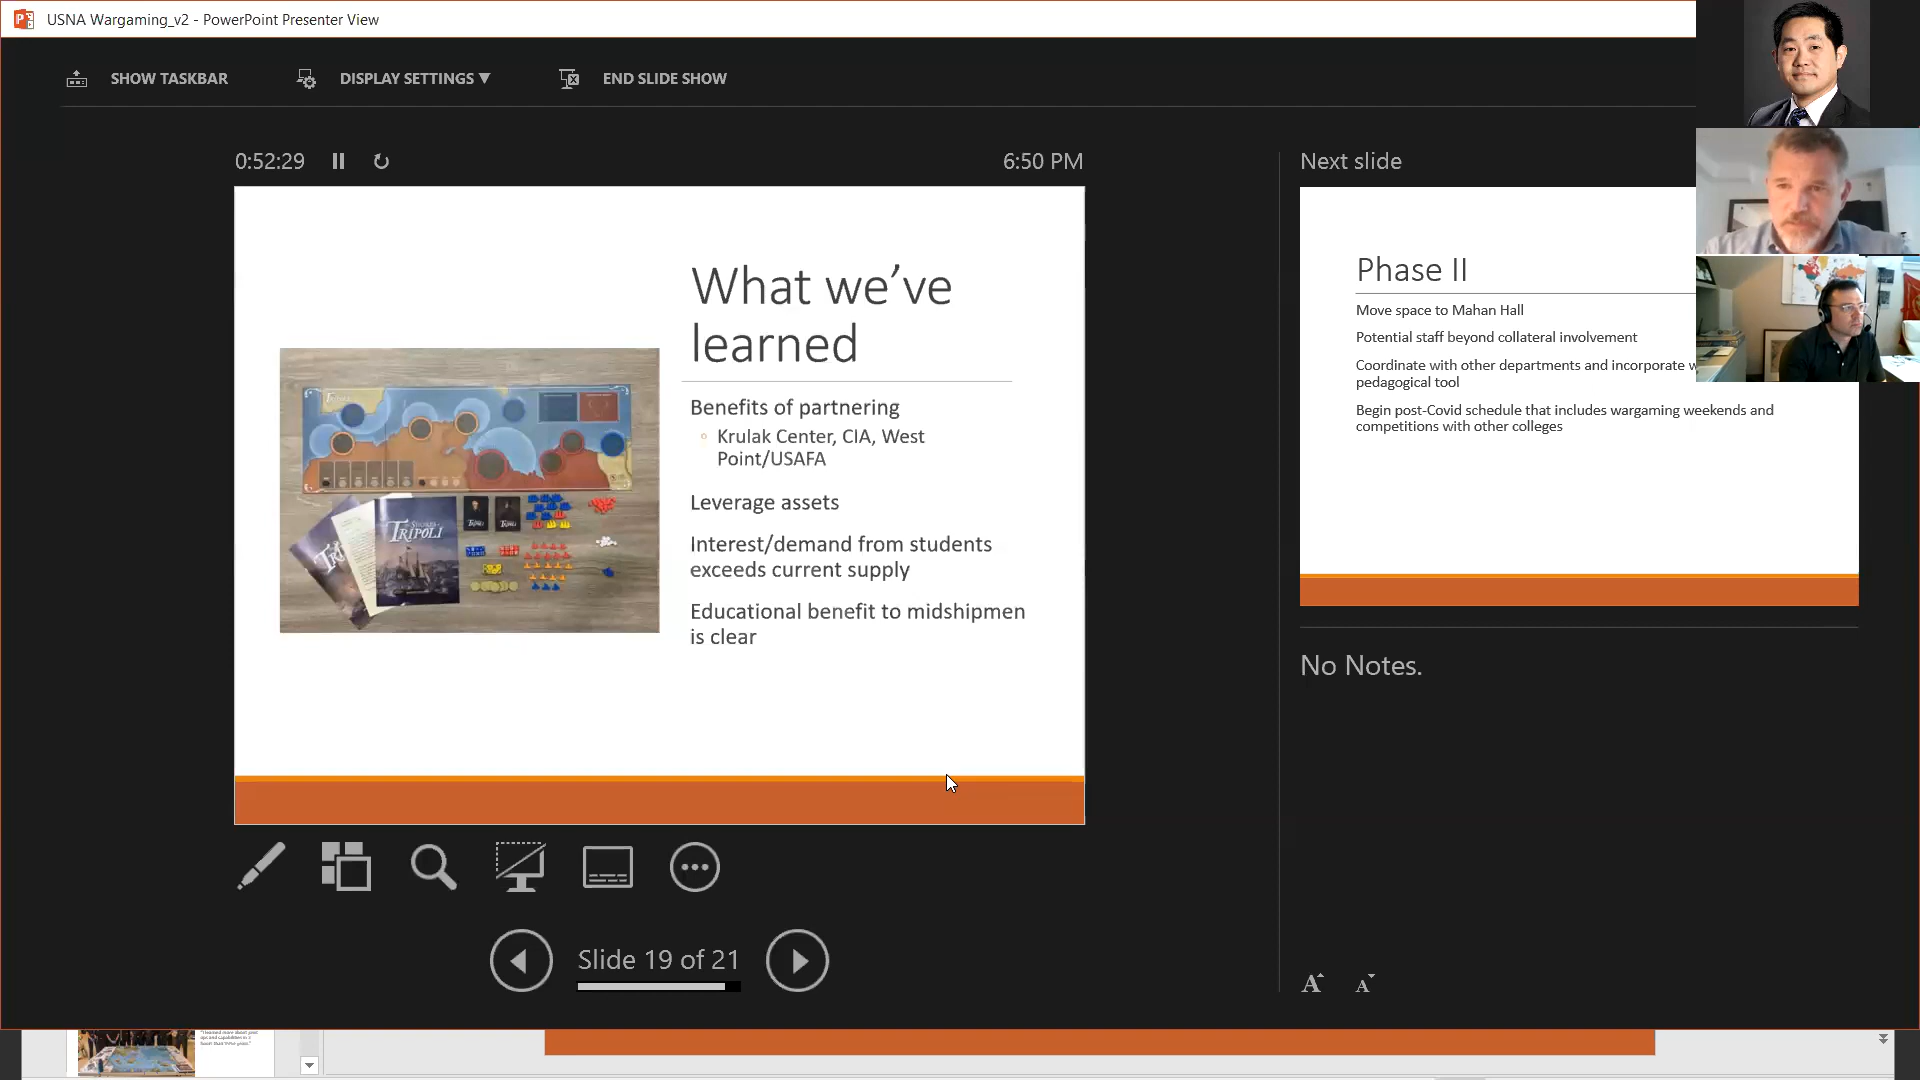 USNA Wargaming_v2 - PowerPoint Presenter View
SHOW TASKBAR
DISPLAY SETTINGS ▼
END SLIDE SHOW
0:52:29
6:50 PM
What we’ve
learned
Benefits of partnering
Krulak Center, CIA, West
Point/USAFA
Leverage assets
Interest/demand from students
exceeds current supply
Educational benefit to midshipmen
is clear
TRIPOLI
Slide 19 of 21
Next slide
Phase II
Move space to Mahan Hall
Potential staff beyond collateral involvement
Coordinate with other departments and incorporate
pedagogical tool
Begin post-Covid schedule that includes wargaming weekends and
competitions with other colleges
No Notes.
A A